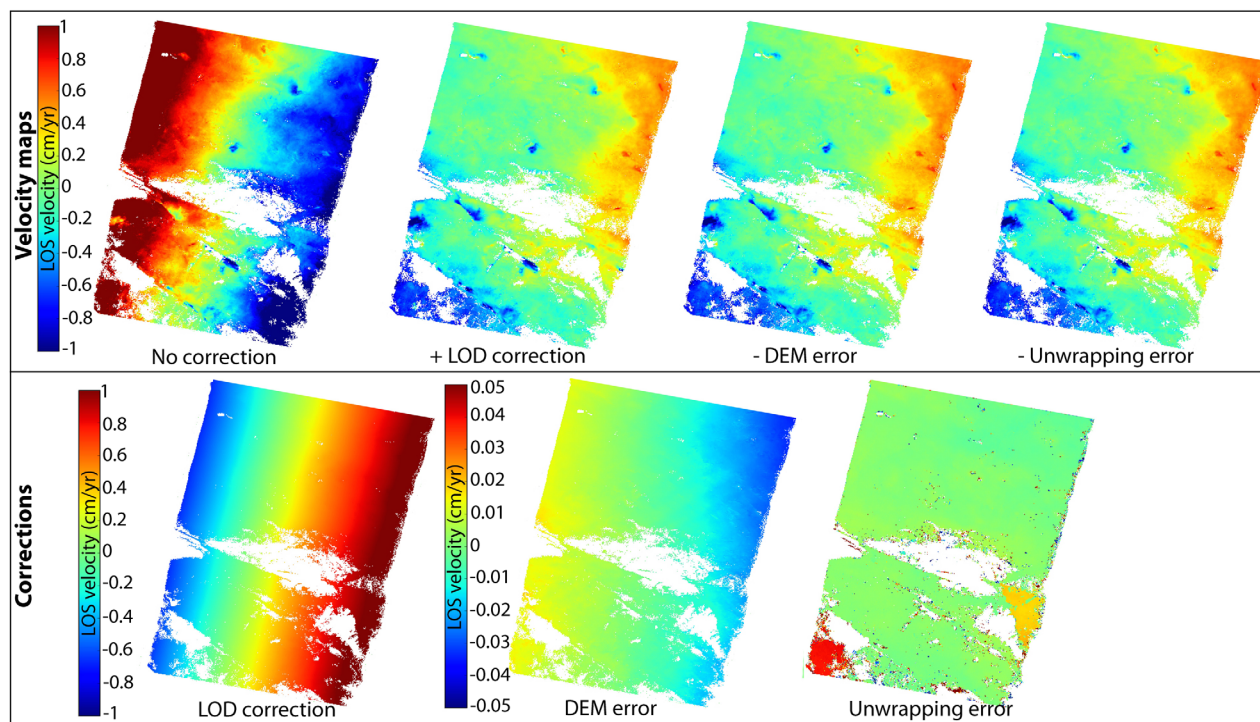 Velocity maps
LOS velocity (cm/yr)
1
0.8
0.6
0.4
0.2
0
-0.2
-0.4
-0.6
-0.8
-1
No correction
+ LOD correction
- DEM error
- Unwrapping error
Corrections
LOS velocity (cm/yr)
1
0.8
0.6
0.4
0.2
0
-0.2
-0.4
-0.6
-0.8
-1
LOD correction
LOS velocity (cm/yr)
0.05
0.04
0.03
0.02
0.01
0
-0.01
-0.02
-0.03
-0.04
-0.05
DEM error
Unwrapping error